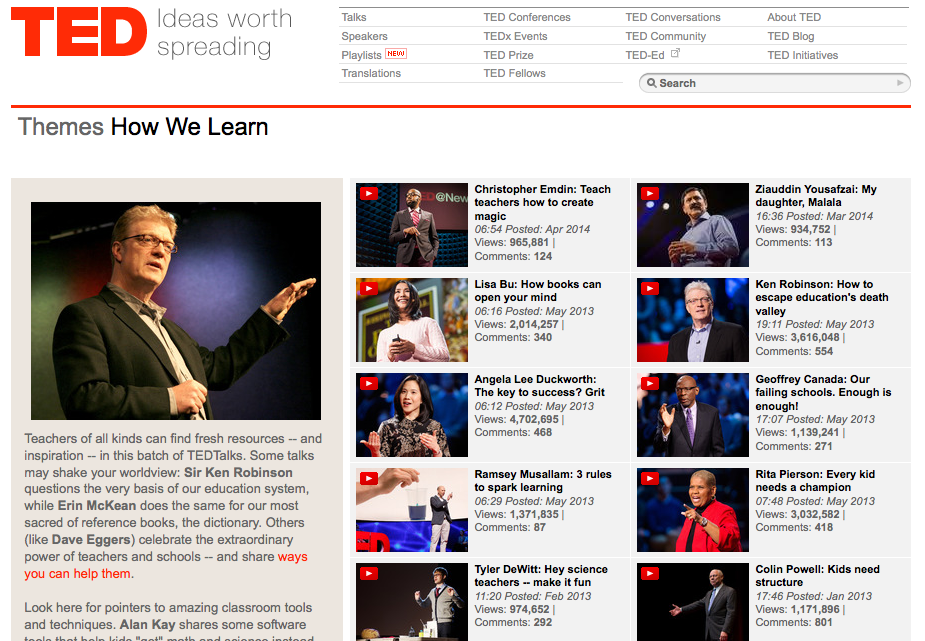 TED Ideas worth
spreading
Talks
Speakers
Playlists NEW
Translations
TED Conferences
TEDx Events
TED Prize
TED Fellows
TED Conversations
TED Community
TED-Ed
About TED
TED Blog
TED Initiatives
Search
Themes How We Learn
Teachers of all kinds can find fresh resources -- and
inspiration -- in this batch of TEDTalks. Some talks
may shake your worldview: Sir Ken Robinson
questions the very basis of our education system,
while Erin McKean does the same for our most
sacred of reference books, the dictionary. Others
(like Dave Eggers) celebrate the extraordinary
power of teachers and schools -- and share ways
you can help them.
Look here for pointers to amazing classroom tools
and techniques. Alan Kay shares some software
tools that help kids "get" math and science instead
Christopher Emdin: Teach
teachers how to create
magic
06:54 Posted: Apr 2014
Views: 965,881 |
Comments: 124
Ziauddin Yousafzai: My
daughter, Malala
16:36 Posted: Mar 2014
Views: 934,752 |
Comments: 113
Lisa Bu: How books can
open your mind
06:16 Posted: May 2013
Views: 2,014,257 |
Comments: 340
Ken Robinson: How to
escape education's death
valley
19:11 Posted: May 2013
Views: 3,616,048 |
Comments: 554
Angela Lee Duckworth:
The key to success? Grit
06:12 Posted: May 2013
Views: 4,702,695 |
Comments: 468
Geoffrey Canada: Our
failing schools. Enough is
enough!
17:07 Posted: May 2013
Views: 1,139,241 |
Comments: 271
Ramsey Musallam: 3 rules
to spark learning
06:29 Posted: May 2013
Views: 1,371,835 |
Comments: 87
Rita Pierson: Every kid
needs a champion
07:48 Posted: May 2013
Views: 3,032,582 |
Comments: 418
Tyler DeWitt: Hey science
teachers -- make it fun
11:20 Posted: Feb 2013
Views: 974,652 |
Comments: 292
Colin Powell: Kids need
structure
17:46 Posted: Jan 2013
Views: 1,171,896 |
Comments: 801
@New
TED